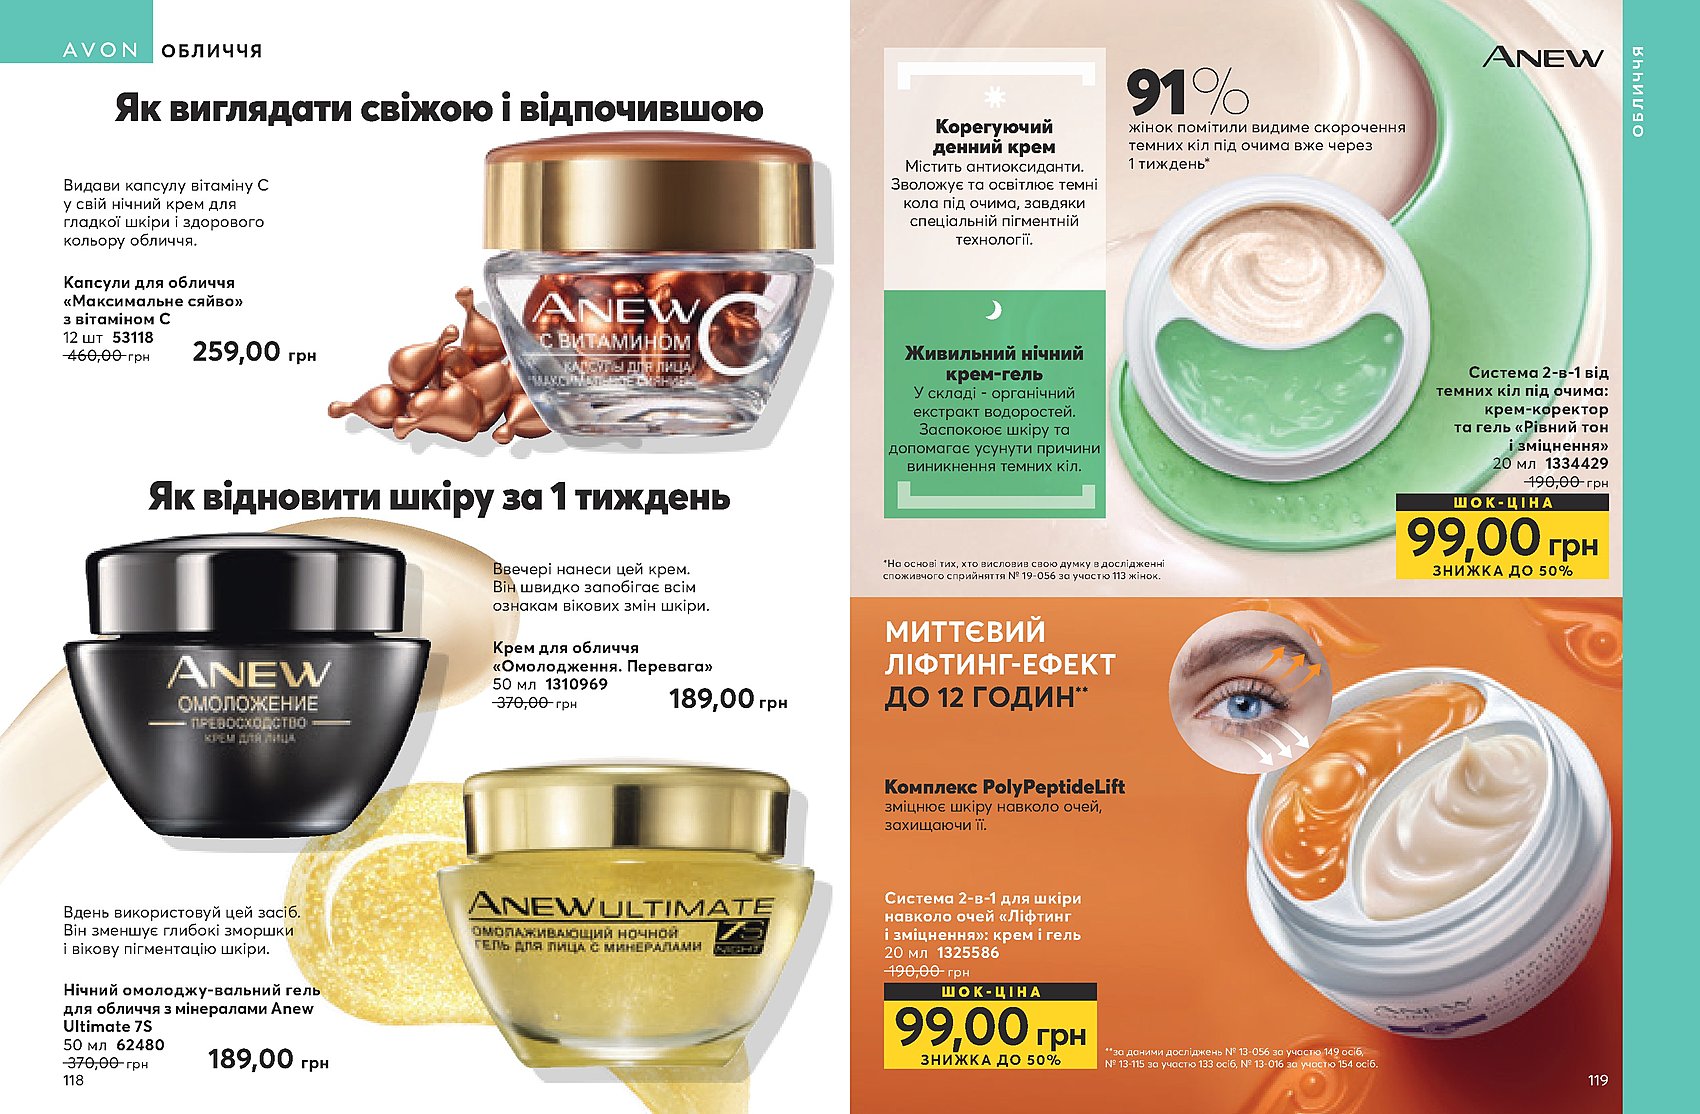 AVON ОБЛИЧЧЯ
Як виглядати свіжою і відпочившою
Видави капсулу вітаміну С
у свій нічний крем для
гладкої шкіри і здорового
кольору обличчя.
Капсули для обличчя
«Максимальне сяйво»
з вітаміном С
12 шт 53118
460,00 грн
259,00 грн
ANEW C
С ВИТАМИНОМ
КАПСУЛЫ ДЛЯ ЛИЦА
"МАКСИМАЛЬНОЕ СИЯНИЕ"
Як відновити шкіру за 1 тиждень
Ввечері нанеси цей крем.
Він швидко запобігає всім
ознакам вікових змін шкіри.
Крем для обличчя
«Омолодження. Перевага»
50 мл 1310969
370,00 грн
189,00 грн
ANEW
ОМОЛОЖЕНИЕ
ПРЕВОСХОДСТВО
КРЕМ ДЛЯ ЛИЦА
ANEW ULTIMATE
ОМОЛАЖИВАЮЩИЙ НОЧНОЙ
ГЕЛЬ ДЛЯ ЛИЦА С МИНЕРАЛАМИ
7S
NIGHT
Вдень використовуй цей засіб.
Він зменшує глибокі зморшки
і вікову пігментацію шкіри.
Нічний омолоджу-вальний гель
для обличчя з мінералами Anew
Ultimate 7S
50 мл 62480
370,00 грн
189,00 грн
118
ANEW
ОБЛИЧЧЯ
Корегуючий
денний крем
Містить антиоксиданти.
Зволожує та освітлює темні
кола під очима, завдяки
спеціальній пігментній
технології.
Живильний нічний
крем-гель
У складі - органічний
екстракт водоростей.
Заспокоює шкіру та
допомагає усунути причини
виникнення темних кіл.
91%
жінок помітили видиме скорочення
темних кіл під очима вже через
1 тиждень*
Система 2-в-1 від
темних кіл під очима:
крем-коректор
та гель «Рівний тон
і зміцнення»
20 мл 1334429
190,00 грн
ШОК-ЦІНА
99,00 грн
ЗНИЖКА ДО 50%
*На основі тих, хто висловив свою думку в дослідженні
споживчого сприйняття № 19-056 за участю 113 жінок.
МИТТЄВИЙ
ЛІФТИНГ-ЕФЕКТ
ДО 12 ГОДИН**
Комплекс PolyPeptideLift
зміцнює шкіру навколо очей,
захищаючи її.
Система 2-в-1 для шкіри
навколо очей «Ліфтинг
і зміцнення»: крем і гель
20 мл 1325586
190,00 грн
ШОК-ЦІНА
99,00 грн
ЗНИЖКА ДО 50%
ANEW
**за даними досліджень № 13-056 за участю 149 осіб,
№ 13-115 за участю 133 осіб, № 13-016 за участю 154 осіб.
119